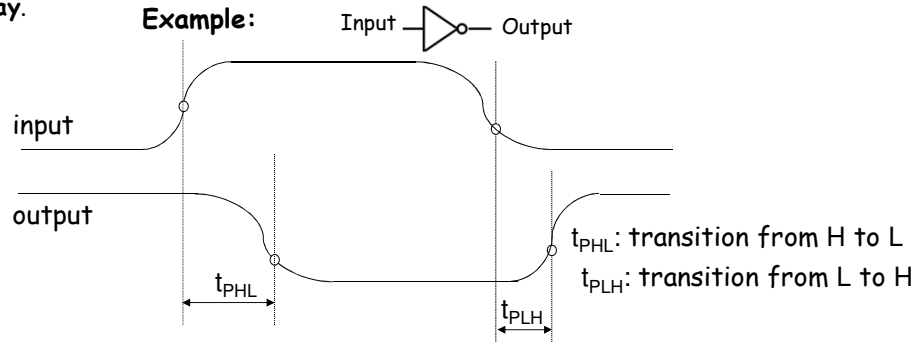 ay.
Example:
Input Output
input
output
t_PHL: transition from H to L
t_PLH: transition from L to H
t_PHL
t_PLH